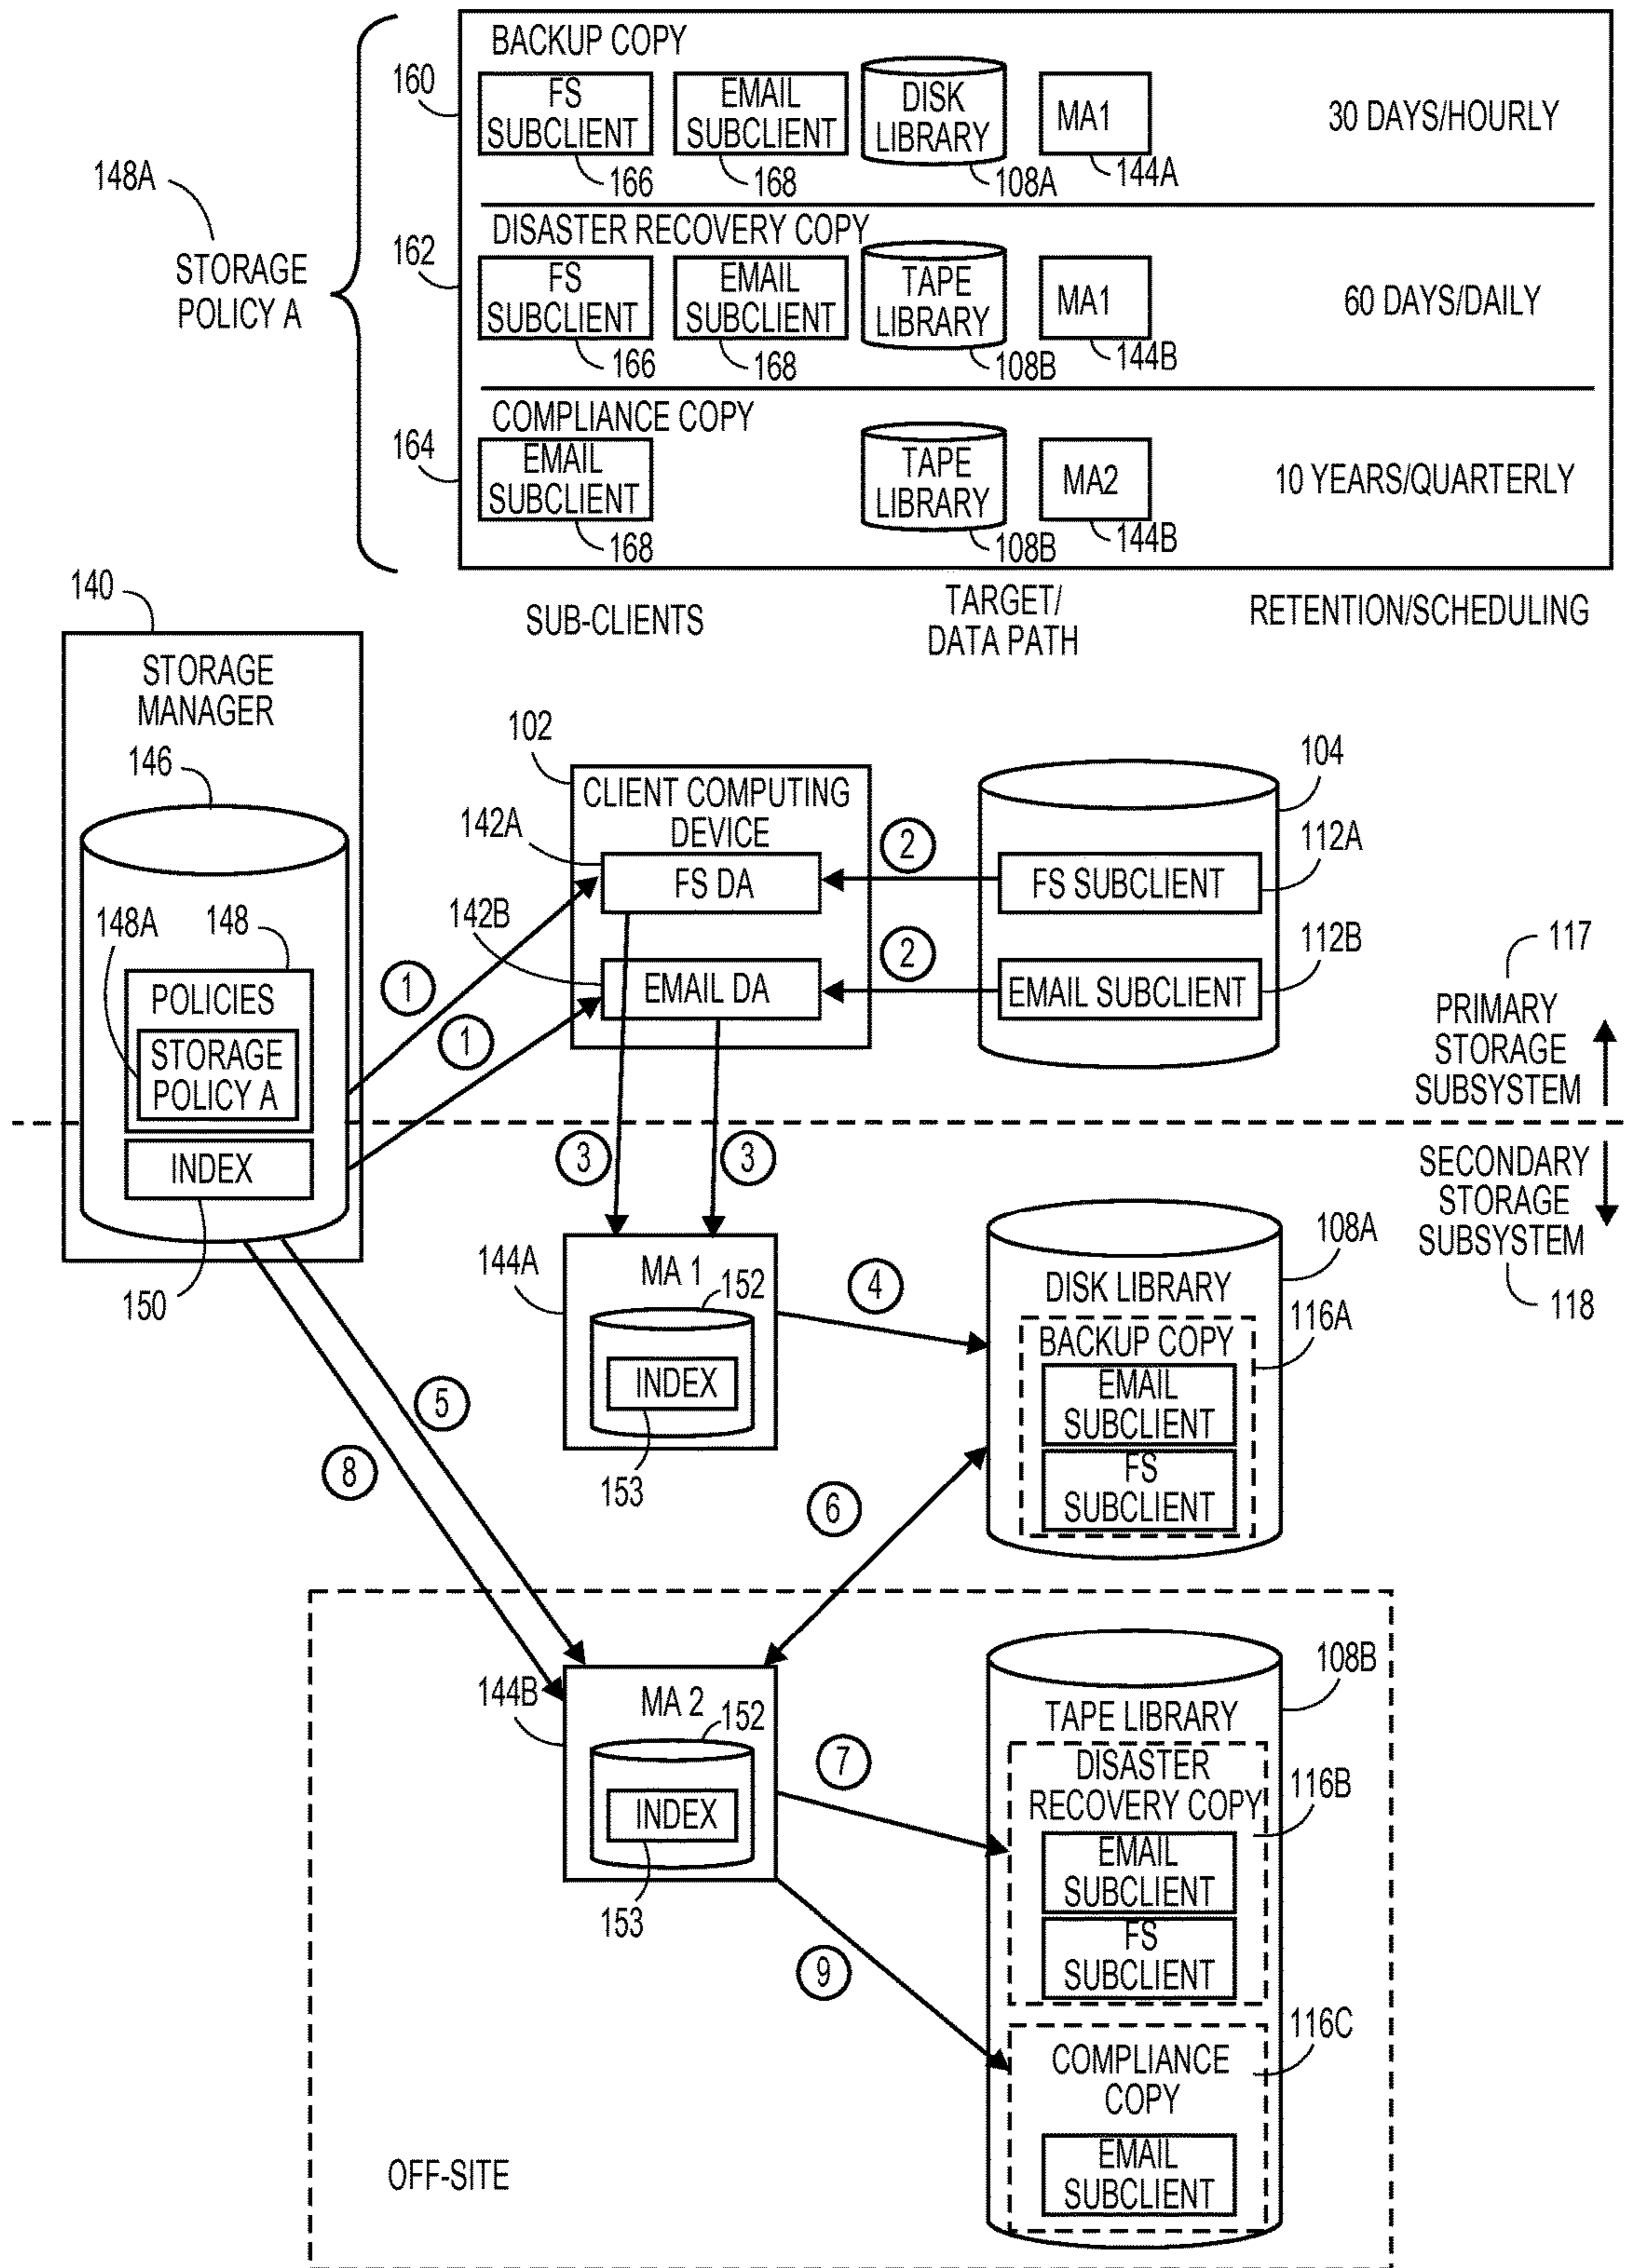 BACKUP COPY
160
FS
SUBCLIENT
166
EMAIL
SUBCLIENT
168
DISK
LIBRARY
108A
MA1
144A
30 DAYS/HOURLY
148A
STORAGE
POLICY A
DISASTER RECOVERY COPY
162
FS
SUBCLIENT
166
EMAIL
SUBCLIENT
168
TAPE
LIBRARY
108B
MA1
144B
60 DAYS/DAILY
COMPLIANCE COPY
164
EMAIL
SUBCLIENT
168
TAPE
LIBRARY
108B
MA2
144B
10 YEARS/QUARTERLY
SUB-CLIENTS
TARGET/
DATA PATH
RETENTION/SCHEDULING
140
STORAGE
MANAGER
146
148A
148
POLICIES
STORAGE
POLICY A
INDEX
150
1
1
102
CLIENT COMPUTING
DEVICE
142A
FS DA
142B
EMAIL DA
2
2
104
FS SUBCLIENT
112A
EMAIL SUBCLIENT
112B
117
PRIMARY
STORAGE
SUBSYSTEM
SECONDARY
STORAGE
SUBSYSTEM
118
3
3
144A
MA 1
152
INDEX
153
4
108A
DISK LIBRARY
BACKUP COPY
116A
EMAIL
SUBCLIENT
FS
SUBCLIENT
5
8
6
144B
MA 2
152
INDEX
153
7
9
108B
TAPE LIBRARY
DISASTER
RECOVERY COPY
116B
EMAIL
SUBCLIENT
FS
SUBCLIENT
116C
COMPLIANCE
COPY
EMAIL
SUBCLIENT
OFF-SITE